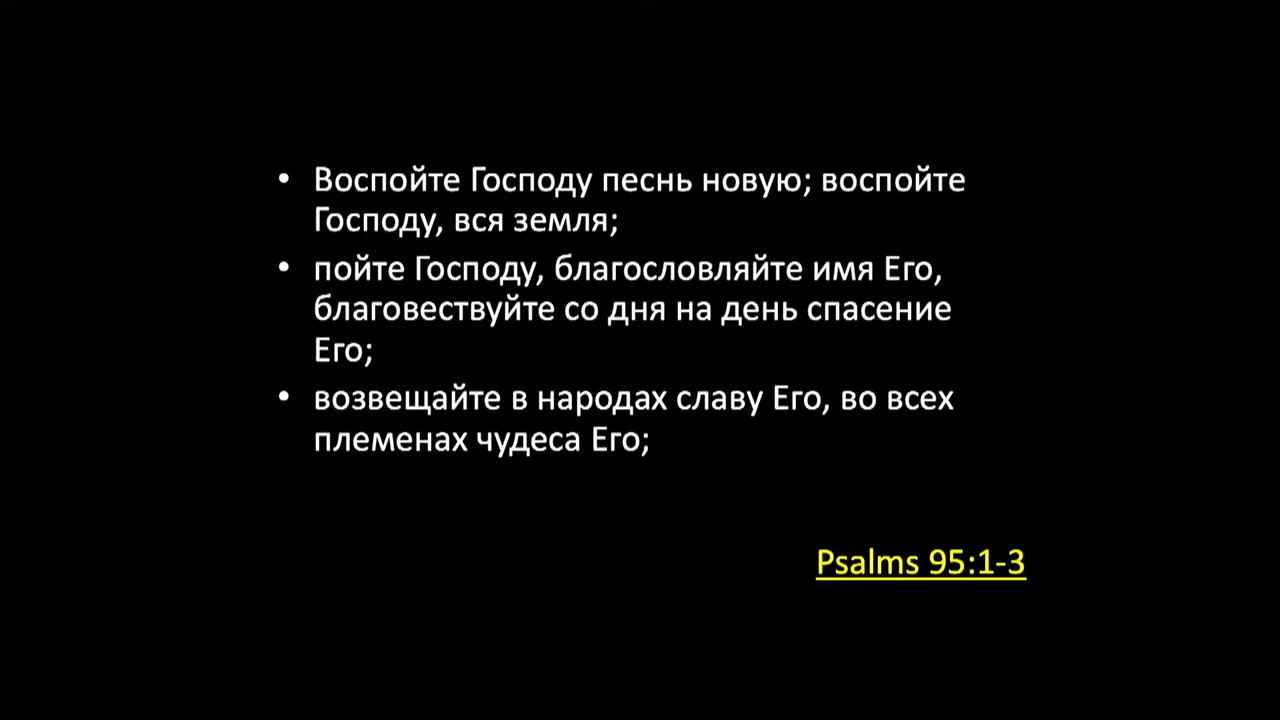 • Воспойте Господу песнь новую; воспойте
Господу, вся земля;
• пойте Господу, благословляйте имя Его,
благовествуйте со дня на день спасение
Его;
• возвещайте в народах славу Его, во всех
племенах чудеса Его;
Psalms 95:1-3